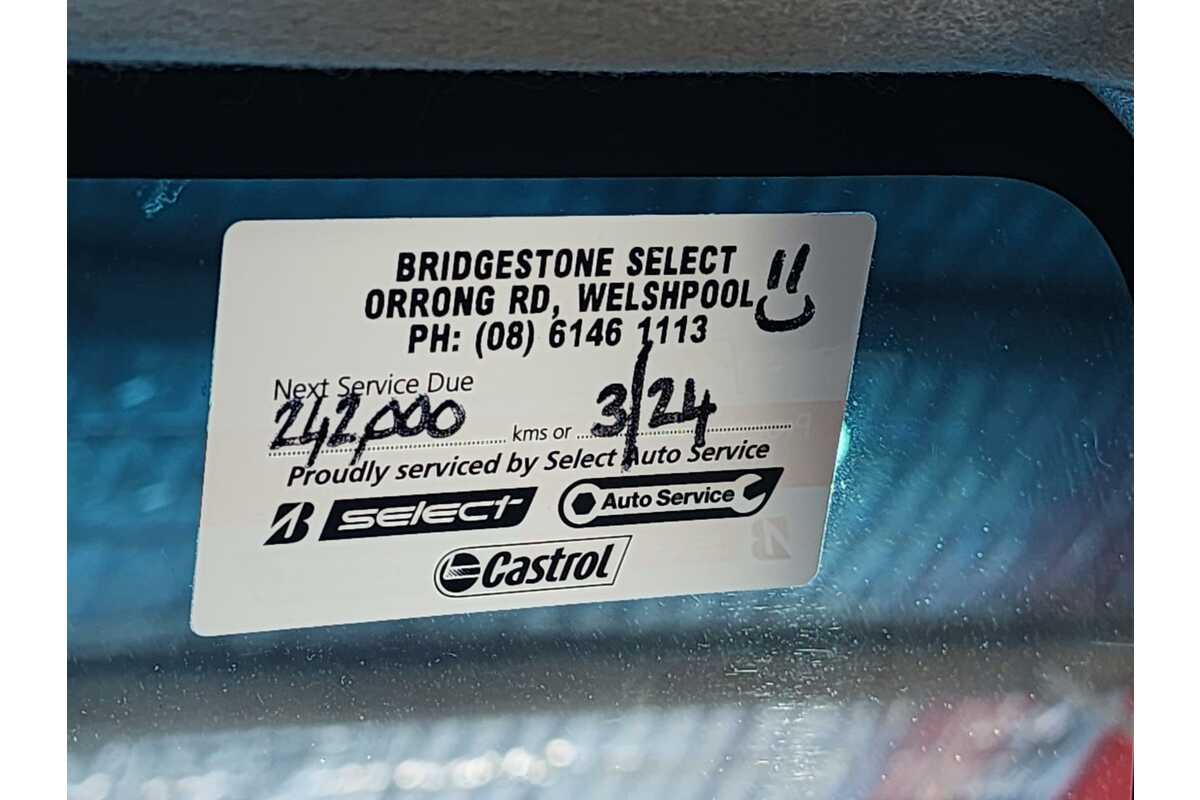 BRIDGESTONE SELECT
ORRONG RD, WELSHPOOL
PH: (08) 6146 1113
Next Service Due
242,000 kms or 3/24
Proudly serviced by Select Auto Service
SELECT Auto Service
Castrol